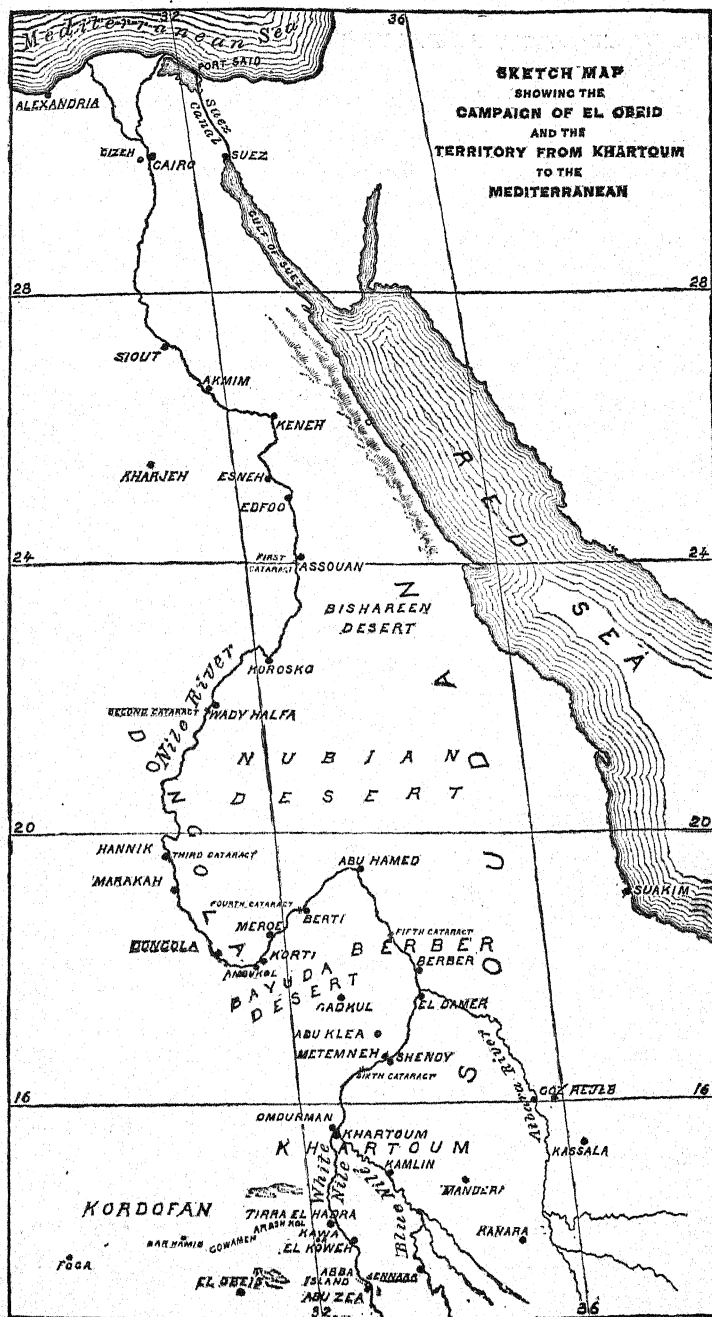 32
36
Mediterranean Sea
PORT SAID
SKETCH MAP
SHOWING THE
CAMPAIGN OF EL OBEID
AND THE
TERRITORY FROM KHARTOUM
TO THE
MEDITERRANEAN
ALEXANDRIA
Suez
Canal
GIZEH
CAIRO
SUEZ
GULF OF SUEZ
28
28
SIOUT
AKMIM
KENEH
KHARJEH
ESNEH
EDFOO
RED SEA
24
FIRST
CATARACT
ASSOUAN
24
BISHAREEN
DESERT
KOROSKO
Nile River
SECOND CATARACT
WADY HALFA
DONGOLA
NUBIAN
DESERT
SOUDAN
20
20
HANNIK
THIRD CATARACT
ABU HAMED
MARAKAH
SUAKIM
FOURTH CATARACT
BERTI
MEROE
FIFTH CATARACT
BERBER
DONGOLA
KORTI
AMBUKOL
BERBER
BAYUDA
DESERT
GADKUL
EL DAMER
ABU KLEA
METEMNEH
SHENDY
SIXTH CATARACT
Atbara River
16
GOZ REJEB
16
OMDURMAN
KHARTOUM
KHARTOUM
KASSALA
White
Nile
KAMLIN
Blue Nile
MANDERA
KORDOFAN
TIRRA EL HADRA
ARASH KOL
KAWA
GOWAMEH
EL KOWEH
KANARA
FOGA
ABBA
ISLAND
SENNAAR
EL OBEID
ABU ZEA
32
36